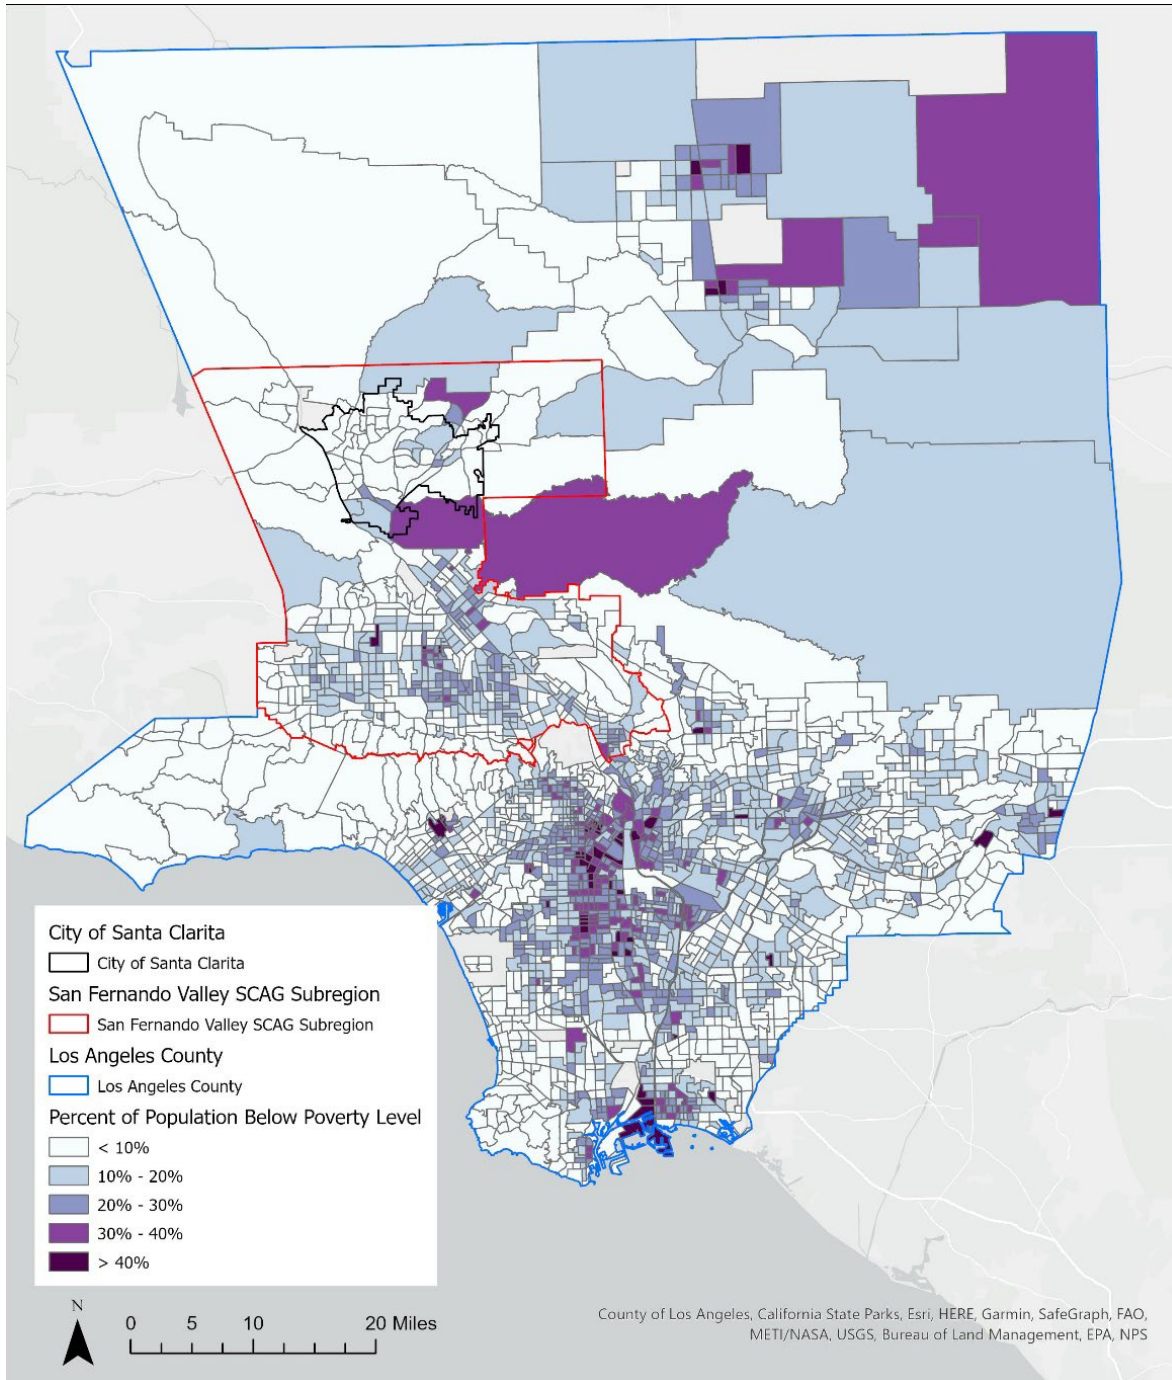 City of Santa Clarita
City of Santa Clarita
San Fernando Valley SCAG Subregion
San Fernando Valley SCAG Subregion
Los Angeles County
Los Angeles County
Percent of Population Below Poverty Level
< 10%
10% - 20%
20% - 30%
30% - 40%
> 40%
N
0 5 10 20 Miles
County of Los Angeles, California State Parks, Esri, HERE, Garmin, SafeGraph, FAO,
METI/NASA, USGS, Bureau of Land Management, EPA, NPS